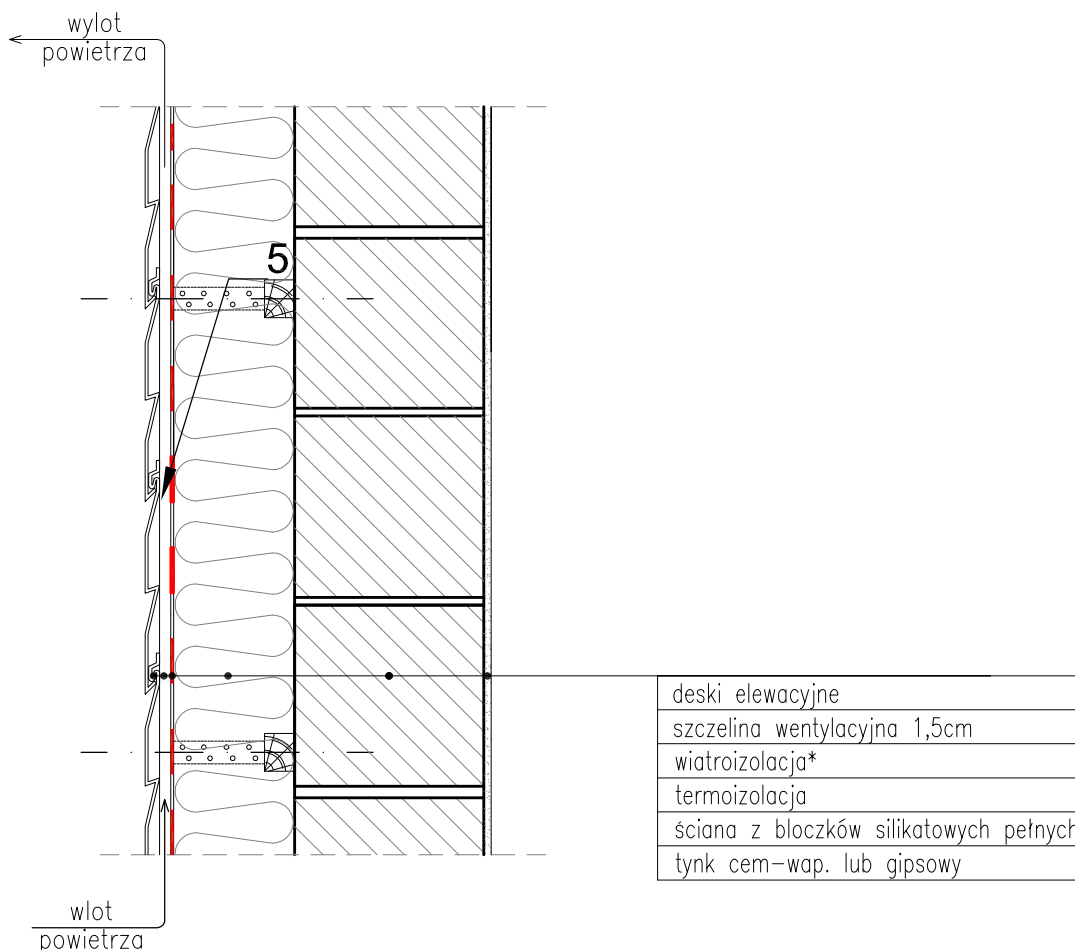 wylot
powietrza
5
deski elewacyjne
szczelina wentylacyjna 1,5cm
wiatroizolacja*
termoizolacja
ściana z bloczków silikatowych pełnych
tynk cem-wap. lub gipsowy
wlot
powietrza